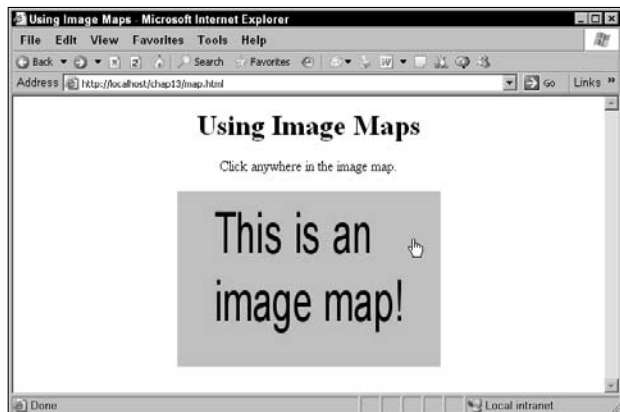 Using Image Maps - Microsoft Internet Explorer
File Edit View Favorites Tools Help
Back Search Favorites
Address http://localhost/chap13/map.html Go Links »
Using Image Maps
Click anywhere in the image map.
This is an
image map!
Done Local intranet